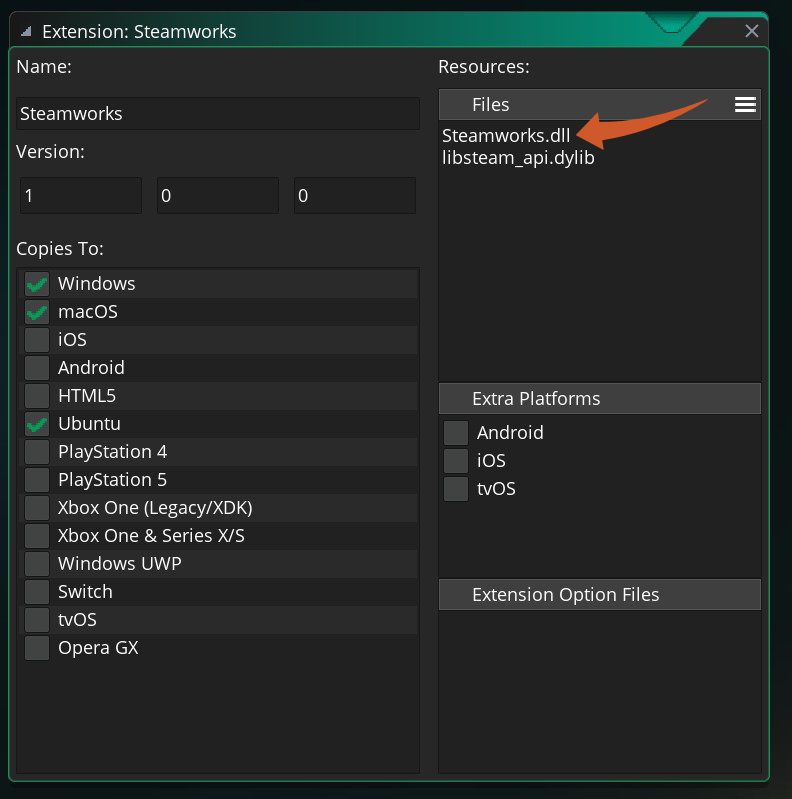 Extension: Steamworks
Name:
Steamworks
Version:
1 0 0
Copies To:
Windows
macOS
iOS
Android
HTML5
Ubuntu
PlayStation 4
PlayStation 5
Xbox One (Legacy/XDK)
Xbox One & Series X/S
Windows UWP
Switch
tvOS
Opera GX
Resources:
Files
Steamworks.dll
libsteam_api.dylib
Extra Platforms
Android
iOS
tvOS
Extension Option Files